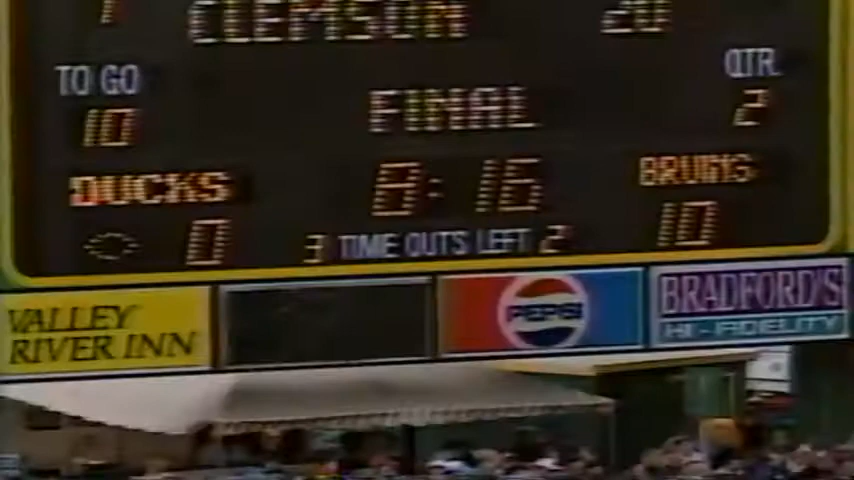 CLEMSON 20
TO GO
QTR.
10
FINAL
2
DUCKS
8:16
BRUINS
0
3 TIME OUTS LEFT 2
10
VALLEY
RIVER INN
PEPSI
BRADFORD'S
HI-FIDELITY